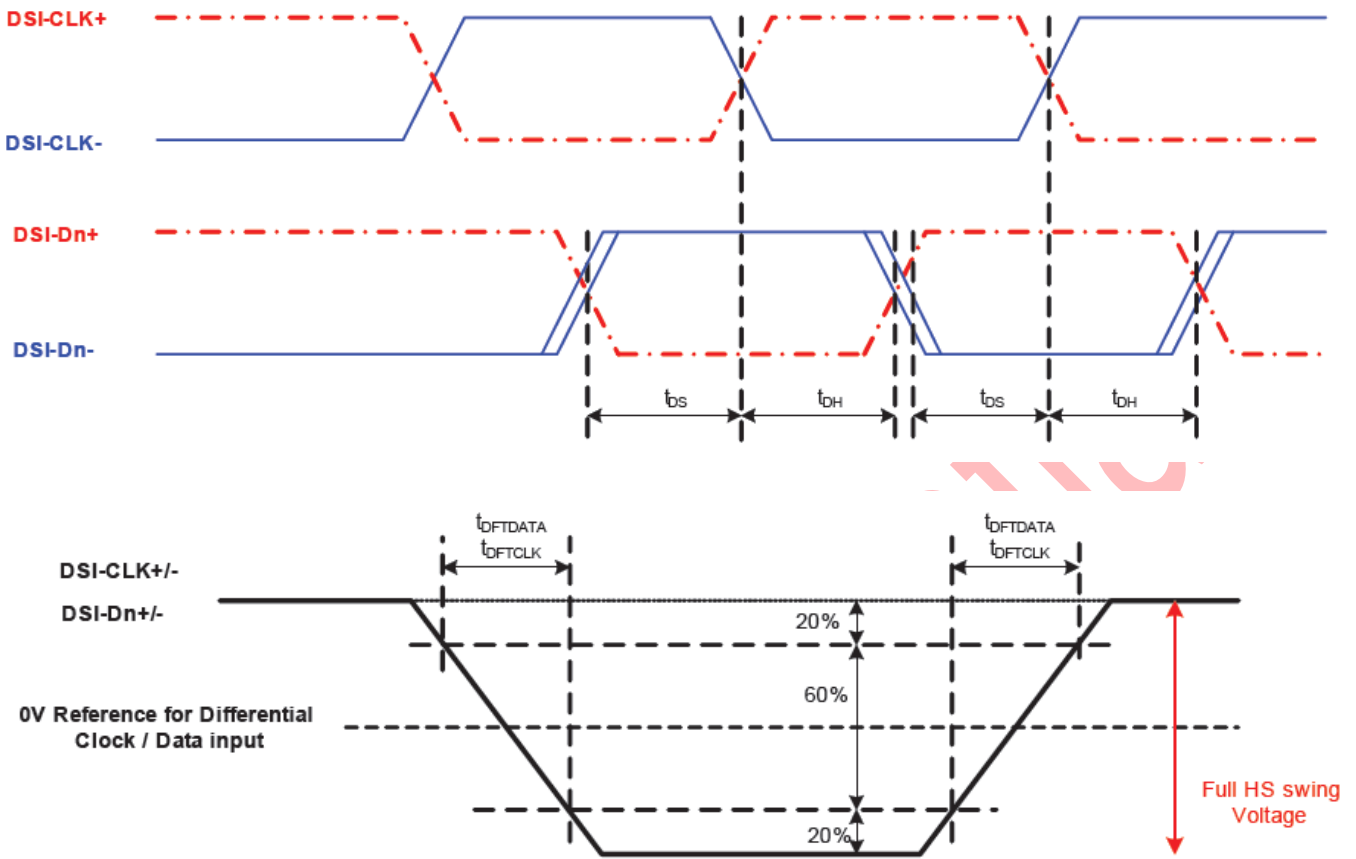 DSI-CLK+
DSI-CLK-
DSI-Dn+
DSI-Dn-
tDS
tDH
tDS
tDH
tDFTDATA
tDFTCLK
tDFTDATA
tDFTCLK
DSI-CLK+/-
DSI-Dn+/-
20%
60%
0V Reference for Differential
Clock / Data input
20%
Full HS swing
Voltage